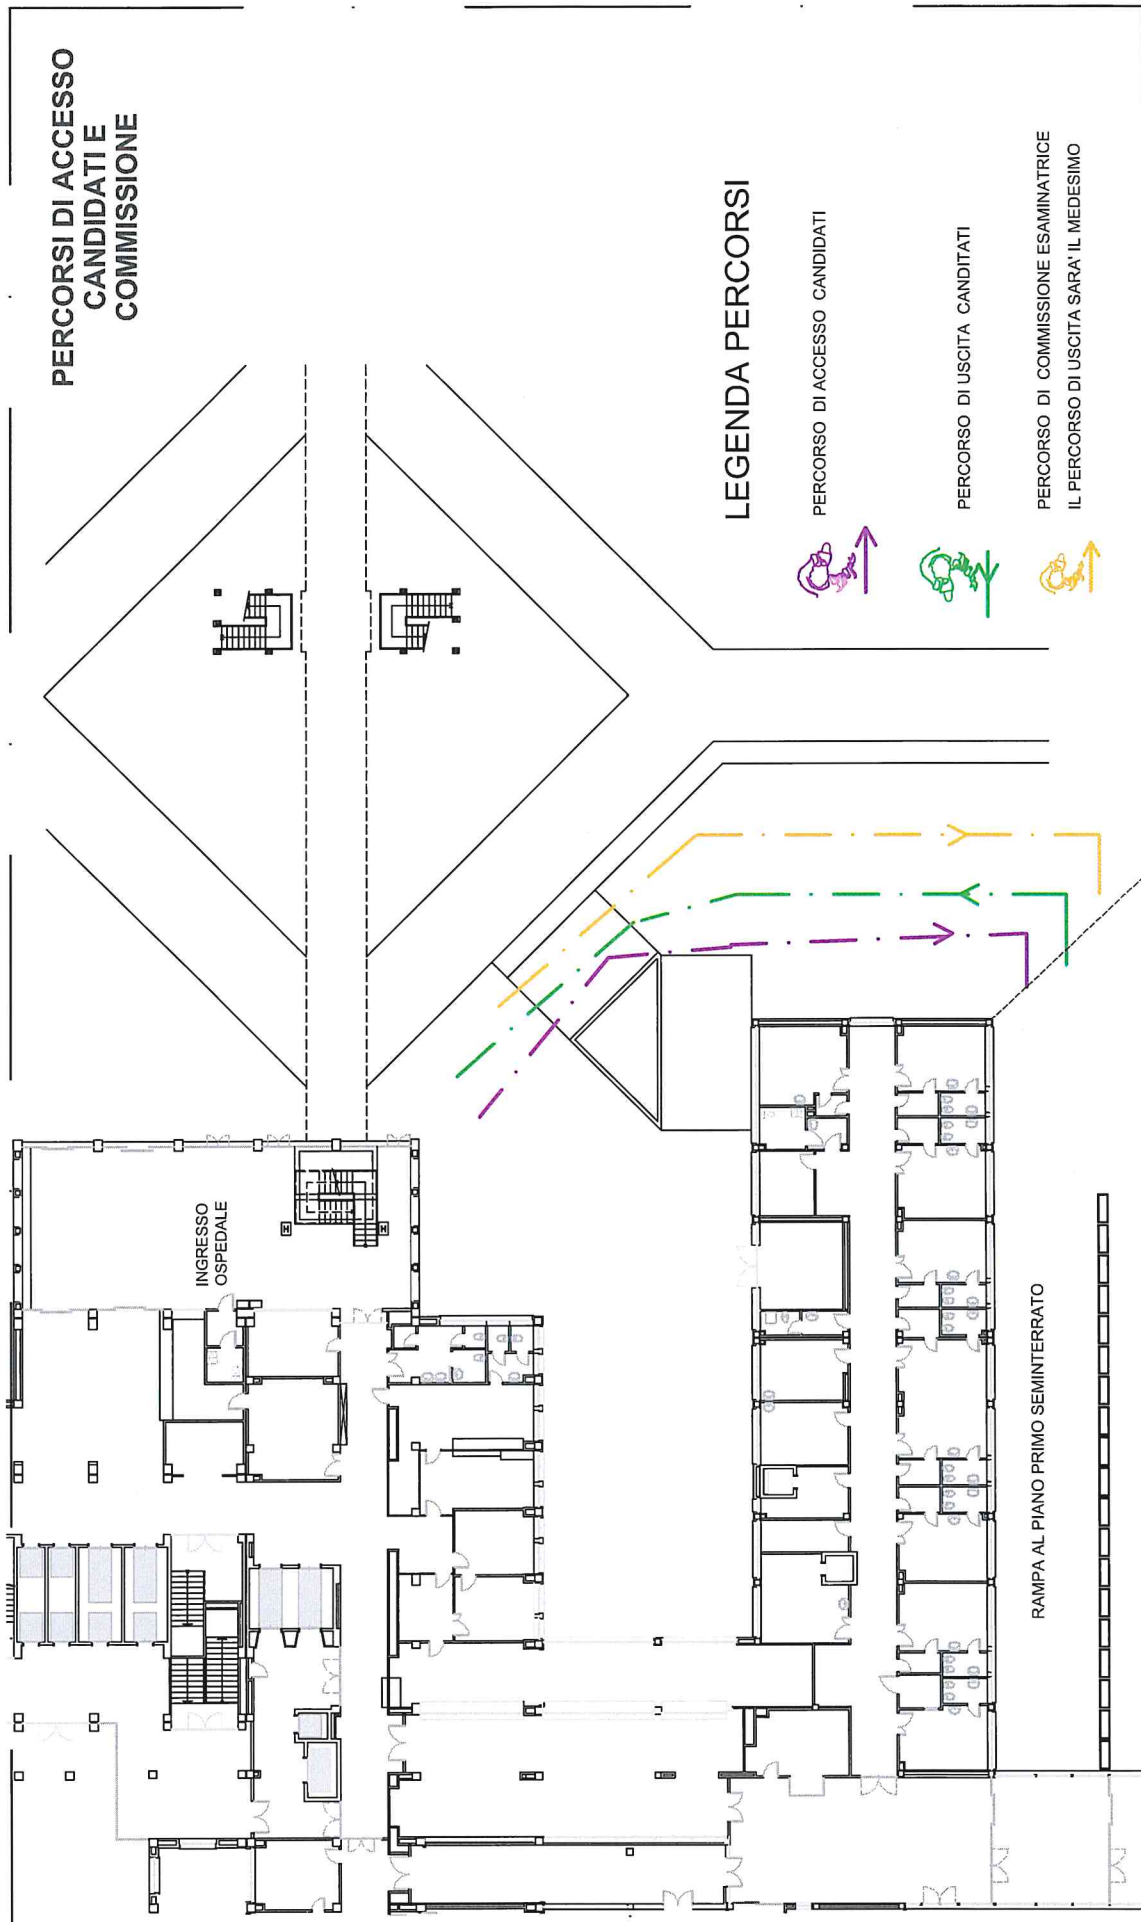 PERCORSI DI ACCESSO
CANDIDATI E
COMMISSIONE
LEGENDA PERCORSI
PERCORSO DI ACCESSO CANDIDATI
PERCORSO DI USCITA CANDITATI
PERCORSO DI COMMISSIONE ESAMINATRICE
IL PERCORSO DI USCITA SARA' IL MEDESIMO
INGRESSO
OSPEDALE
H
H
RAMPA AL PIANO PRIMO SEMINTERRATO